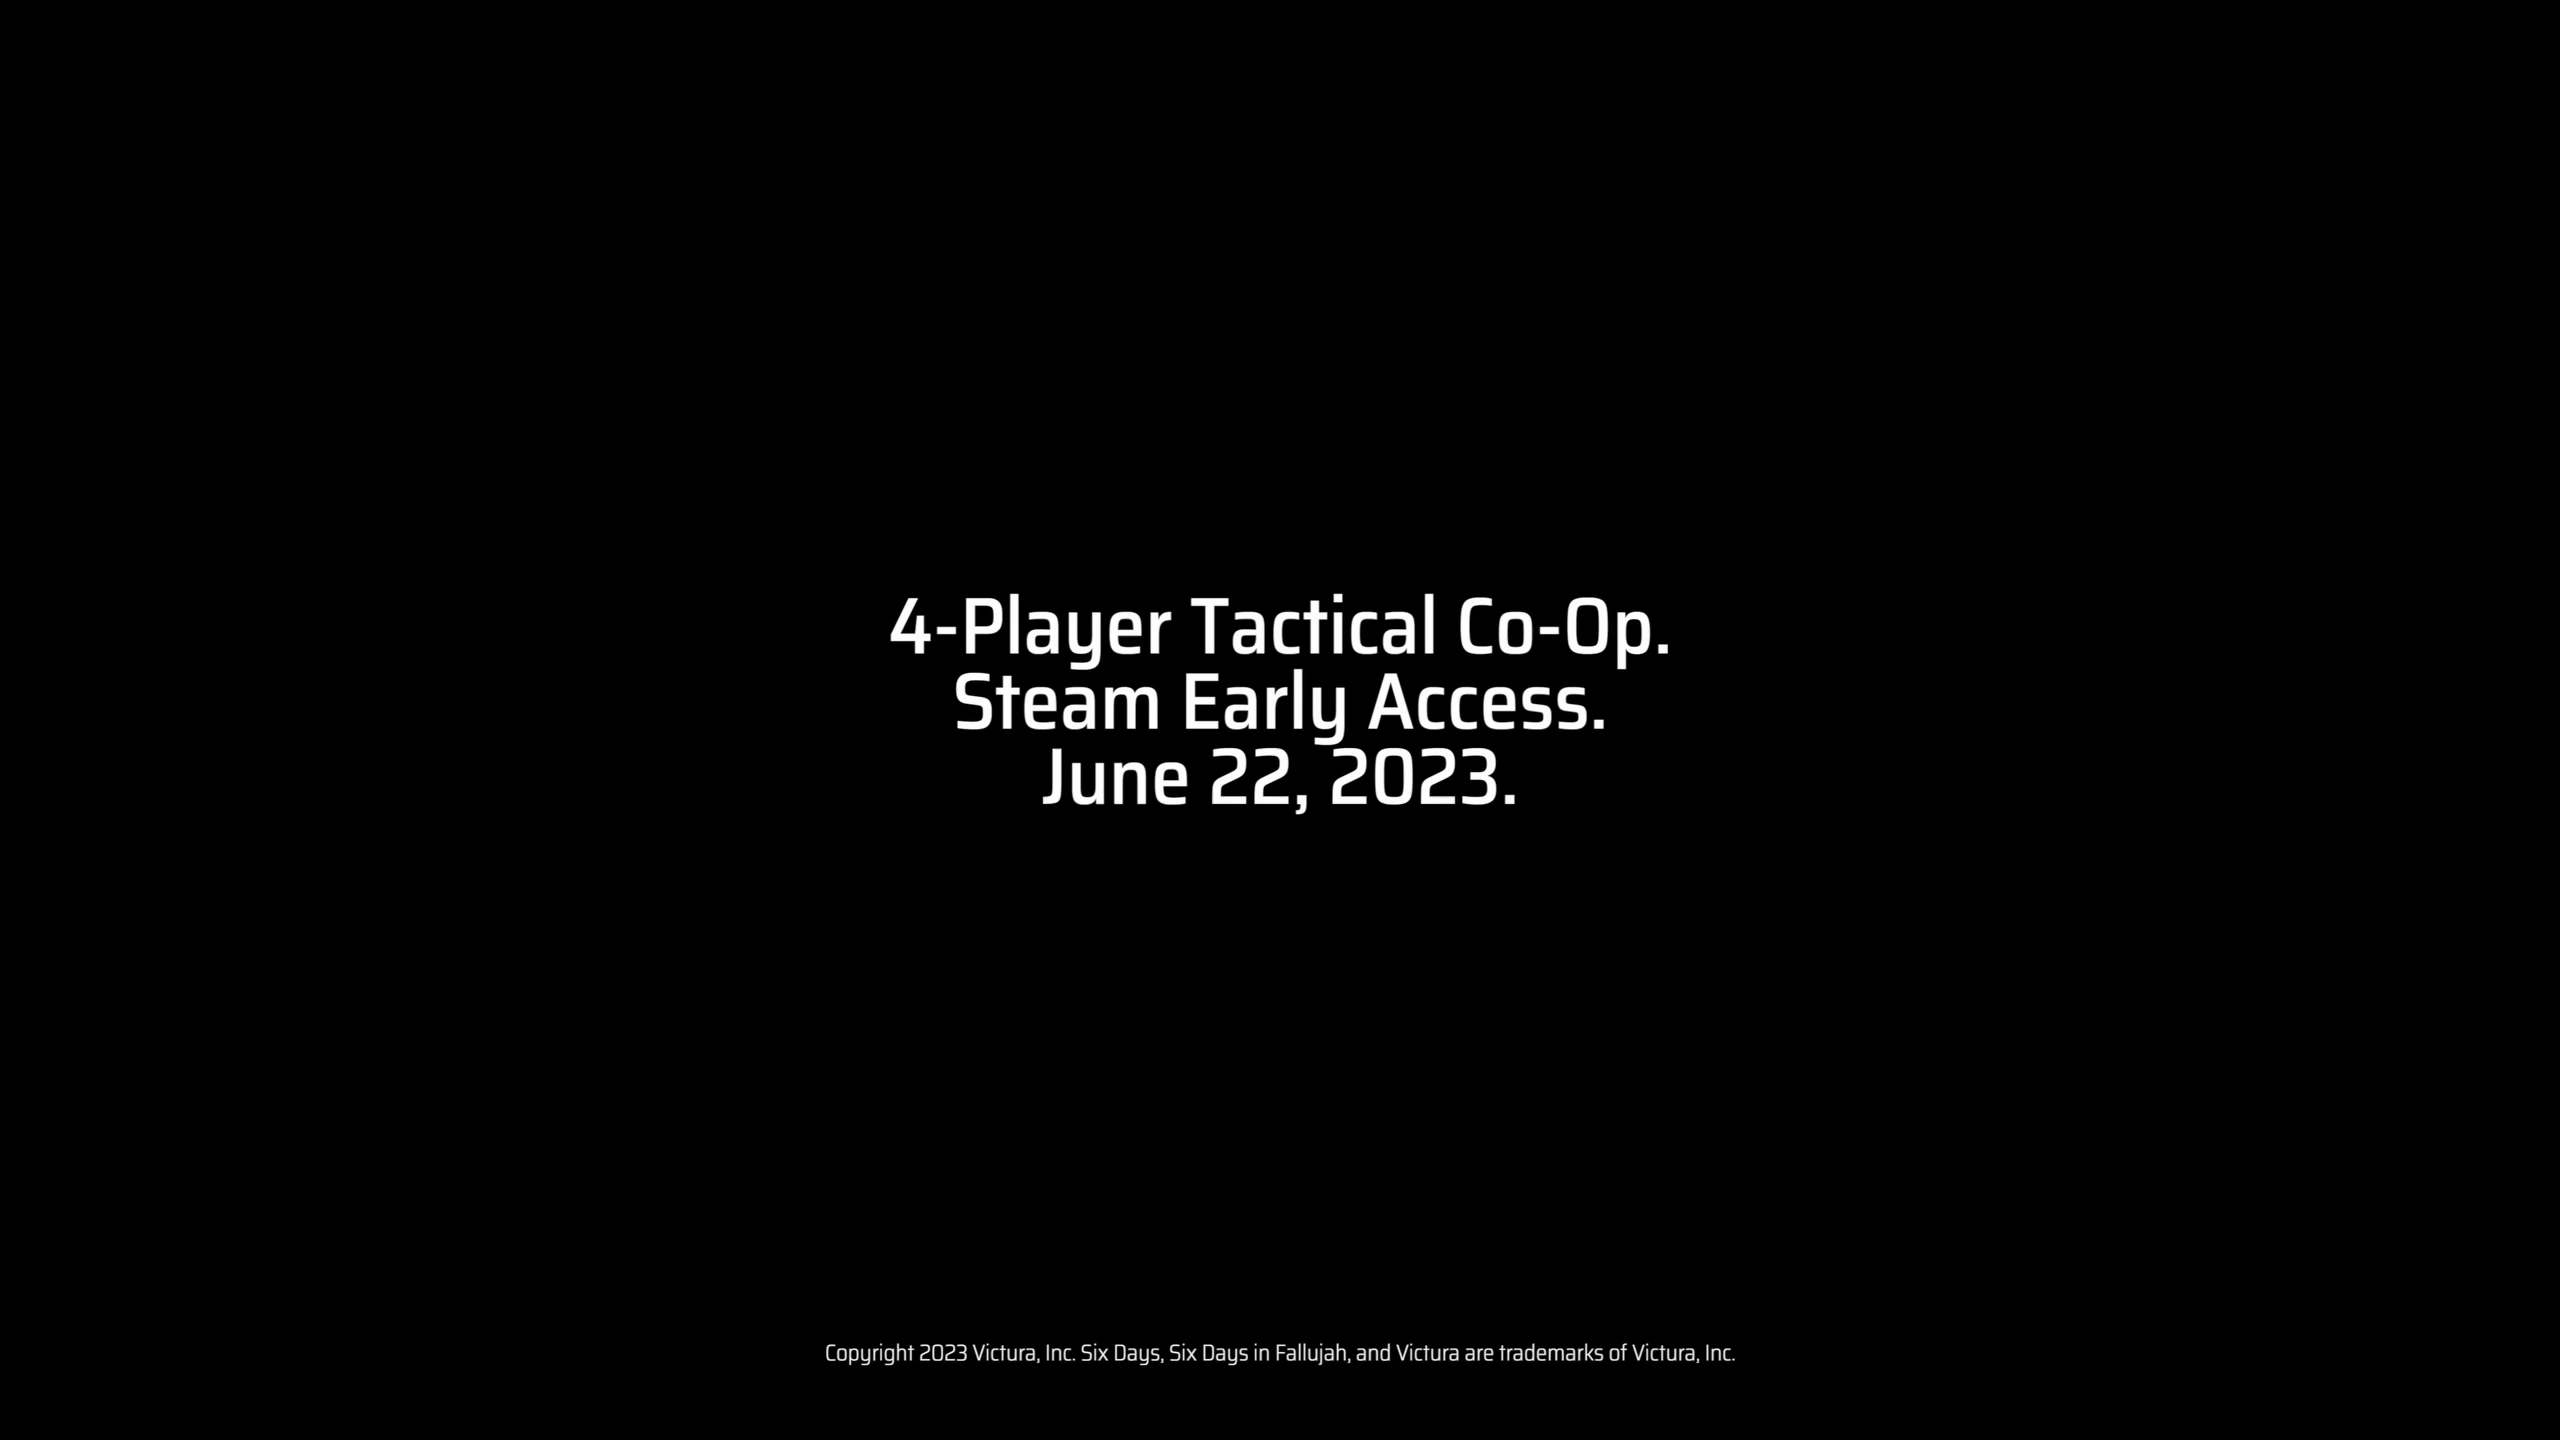 4-Player Tactical Co-Op.
Steam Early Access.
June 22, 2023.
Copyright 2023 Victura, Inc. Six Days, Six Days in Fallujah, and Victura are trademarks of Victura, Inc.